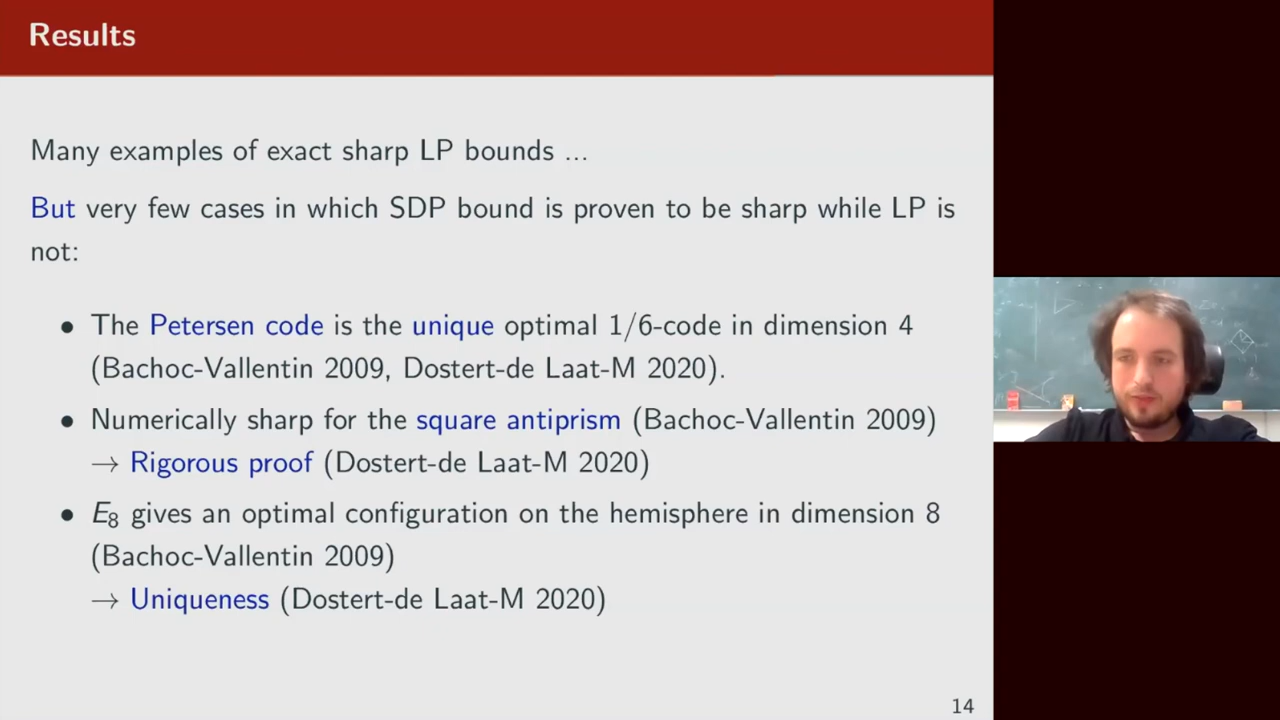 Results
Many examples of exact sharp LP bounds ...
But very few cases in which SDP bound is proven to be sharp while LP is
not:
• The Petersen code is the unique optimal 1/6-code in dimension 4
(Bachoc-Vallentin 2009, Dostert-de Laat-M 2020).
• Numerically sharp for the square antiprism (Bachoc-Vallentin 2009)
→ Rigorous proof (Dostert-de Laat-M 2020)
• E₈ gives an optimal configuration on the hemisphere in dimension 8
(Bachoc-Vallentin 2009)
→ Uniqueness (Dostert-de Laat-M 2020)
14